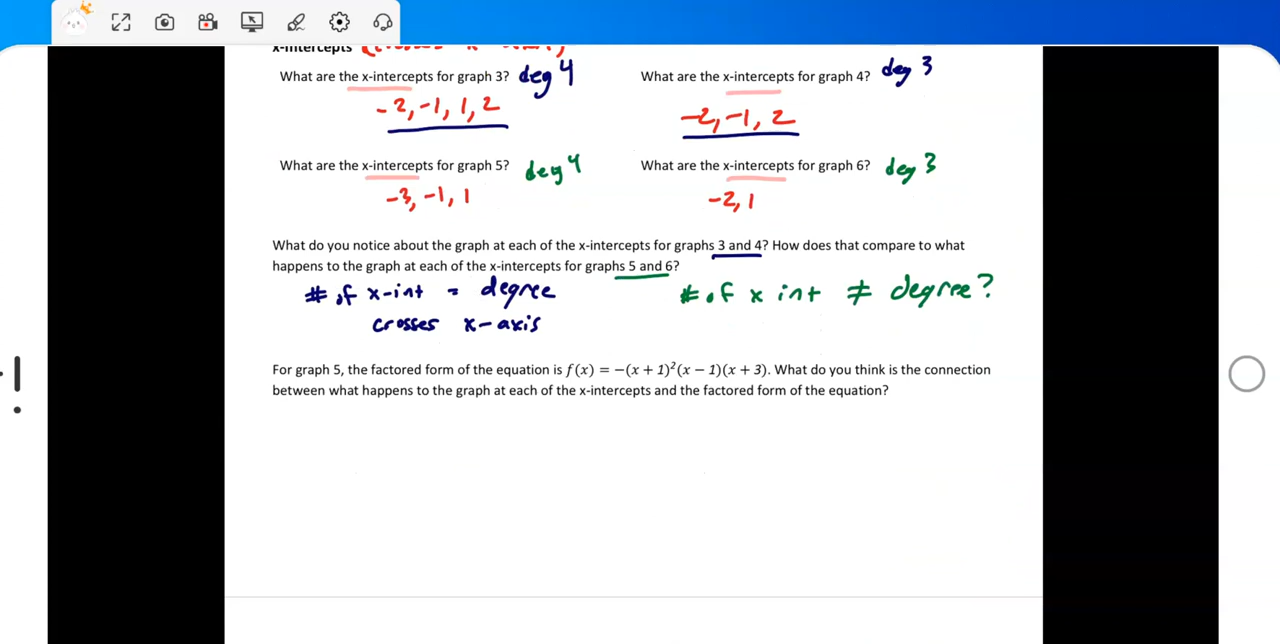 x-intercepts
What are the x-intercepts for graph 3? deg 4
-2, -1, 1, 2
What are the x-intercepts for graph 4? deg 3
-2, -1, 2
What are the x-intercepts for graph 5? deg 4
-3, -1, 1
What are the x-intercepts for graph 6? deg 3
-2, 1
What do you notice about the graph at each of the x-intercepts for graphs 3 and 4? How does that compare to what
happens to the graph at each of the x-intercepts for graphs 5 and 6?
# of x-int = degree
crosses x-axis
# of x int ≠ degree?
For graph 5, the factored form of the equation is f(x) = −(x + 1)²(x − 1)(x + 3). What do you think is the connection
between what happens to the graph at each of the x-intercepts and the factored form of the equation?